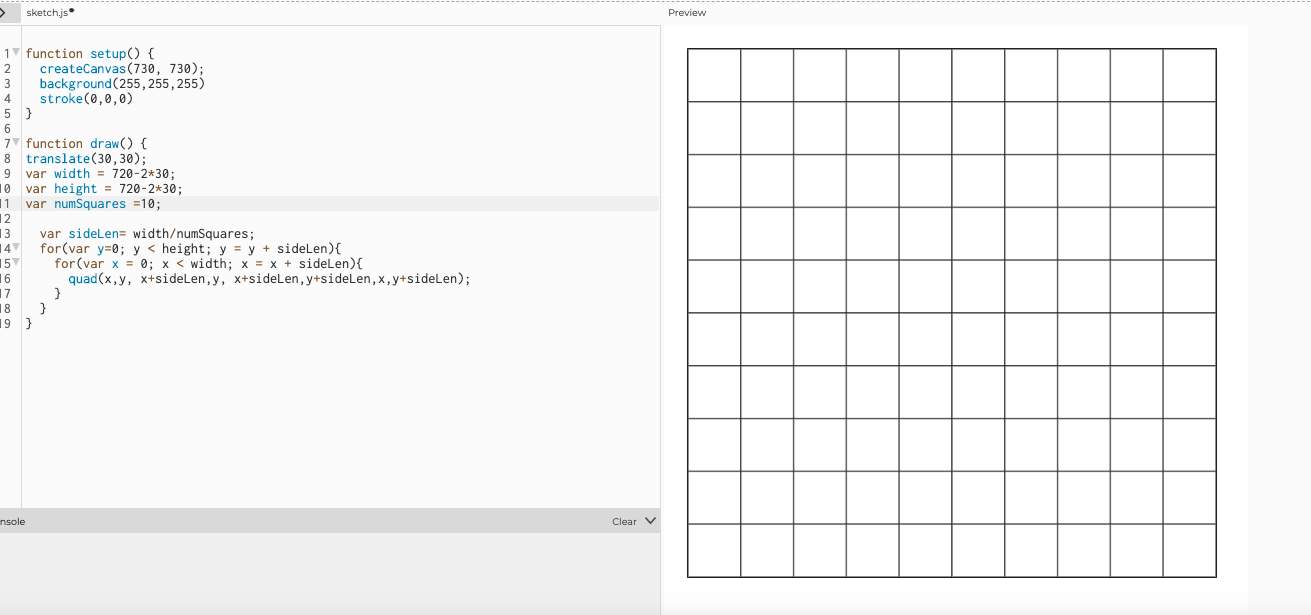 sketch.js
Preview
1 function setup() {
2 createCanvas(730, 730);
3 background(255,255,255)
4 stroke(0,0,0)
5 }
6
7 function draw() {
8 translate(30,30);
9 var width = 720-2*30;
10 var height = 720-2*30;
11 var numSquares =10;
12
13 var sideLen= width/numSquares;
14 for(var y=0; y < height; y = y + sideLen){
15 for(var x = 0; x < width; x = x + sideLen){
16 quad(x,y, x+sideLen,y, x+sideLen,y+sideLen,x,y+sideLen);
17 }
18 }
19 }
nsole
Clear